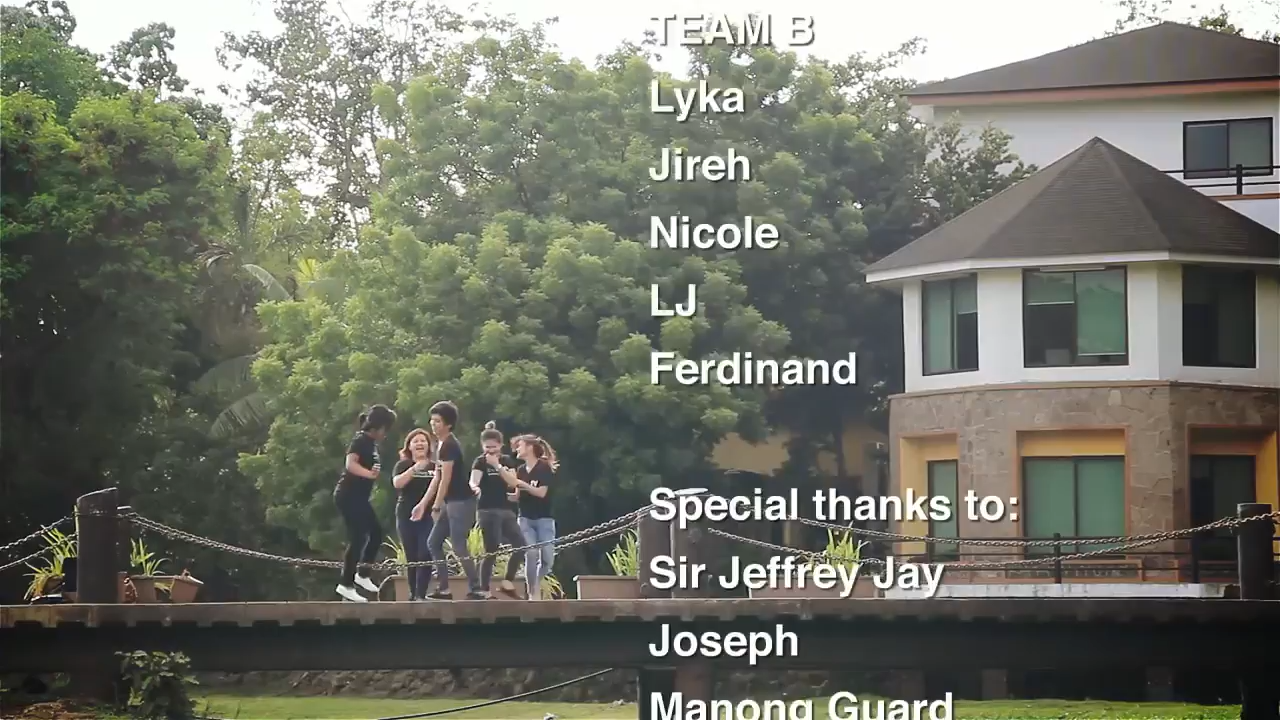 TEAM B
Lyka
Jireh
Nicole
LJ
Ferdinand
Special thanks to:
Sir Jeffrey Jay
Joseph
Manong Guard